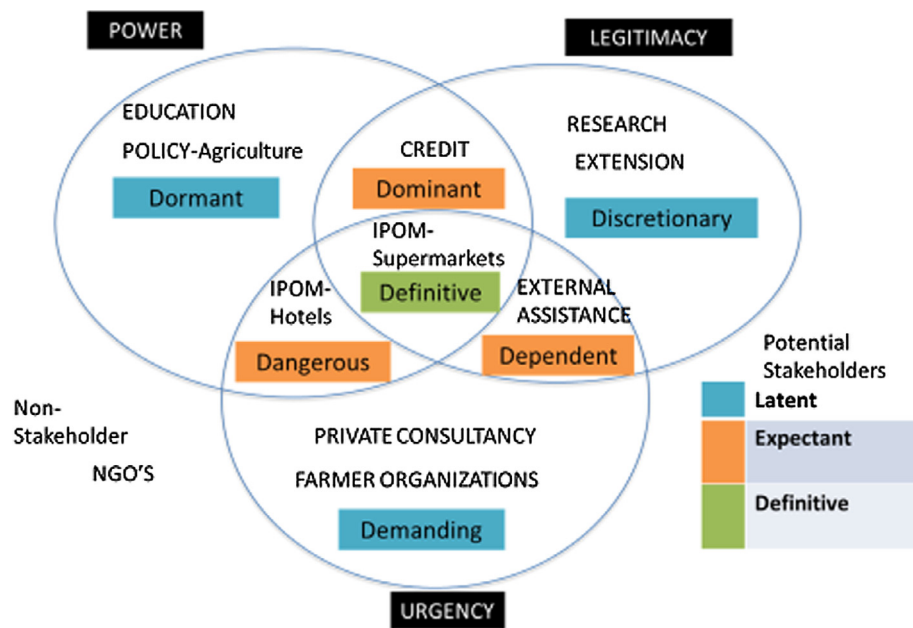 POWER
LEGITIMACY
EDUCATION
POLICY-Agriculture
Dormant
CREDIT
Dominant
RESEARCH
EXTENSION
Discretionary
IPOM-
Supermarkets
Definitive
IPOM-
Hotels
Dangerous
EXTERNAL
ASSISTANCE
Dependent
Potential
Stakeholders
Latent
Expectant
Definitive
Non-
Stakeholder
NGO'S
PRIVATE CONSULTANCY
FARMER ORGANIZATIONS
Demanding
URGENCY